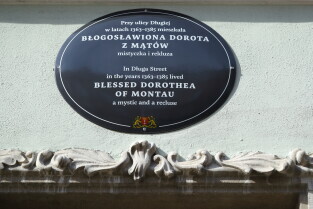 Przy ulicy Długiej
w latach 1363-1385 mieszkała
BŁOGOSŁAWIONA DOROTA
Z MĄTÓW
mistyczka i rekluza
In Długa Street
in the years 1363-1385 lived
BLESSED DOROTHEA
OF MONTAU
a mystic and a recluse